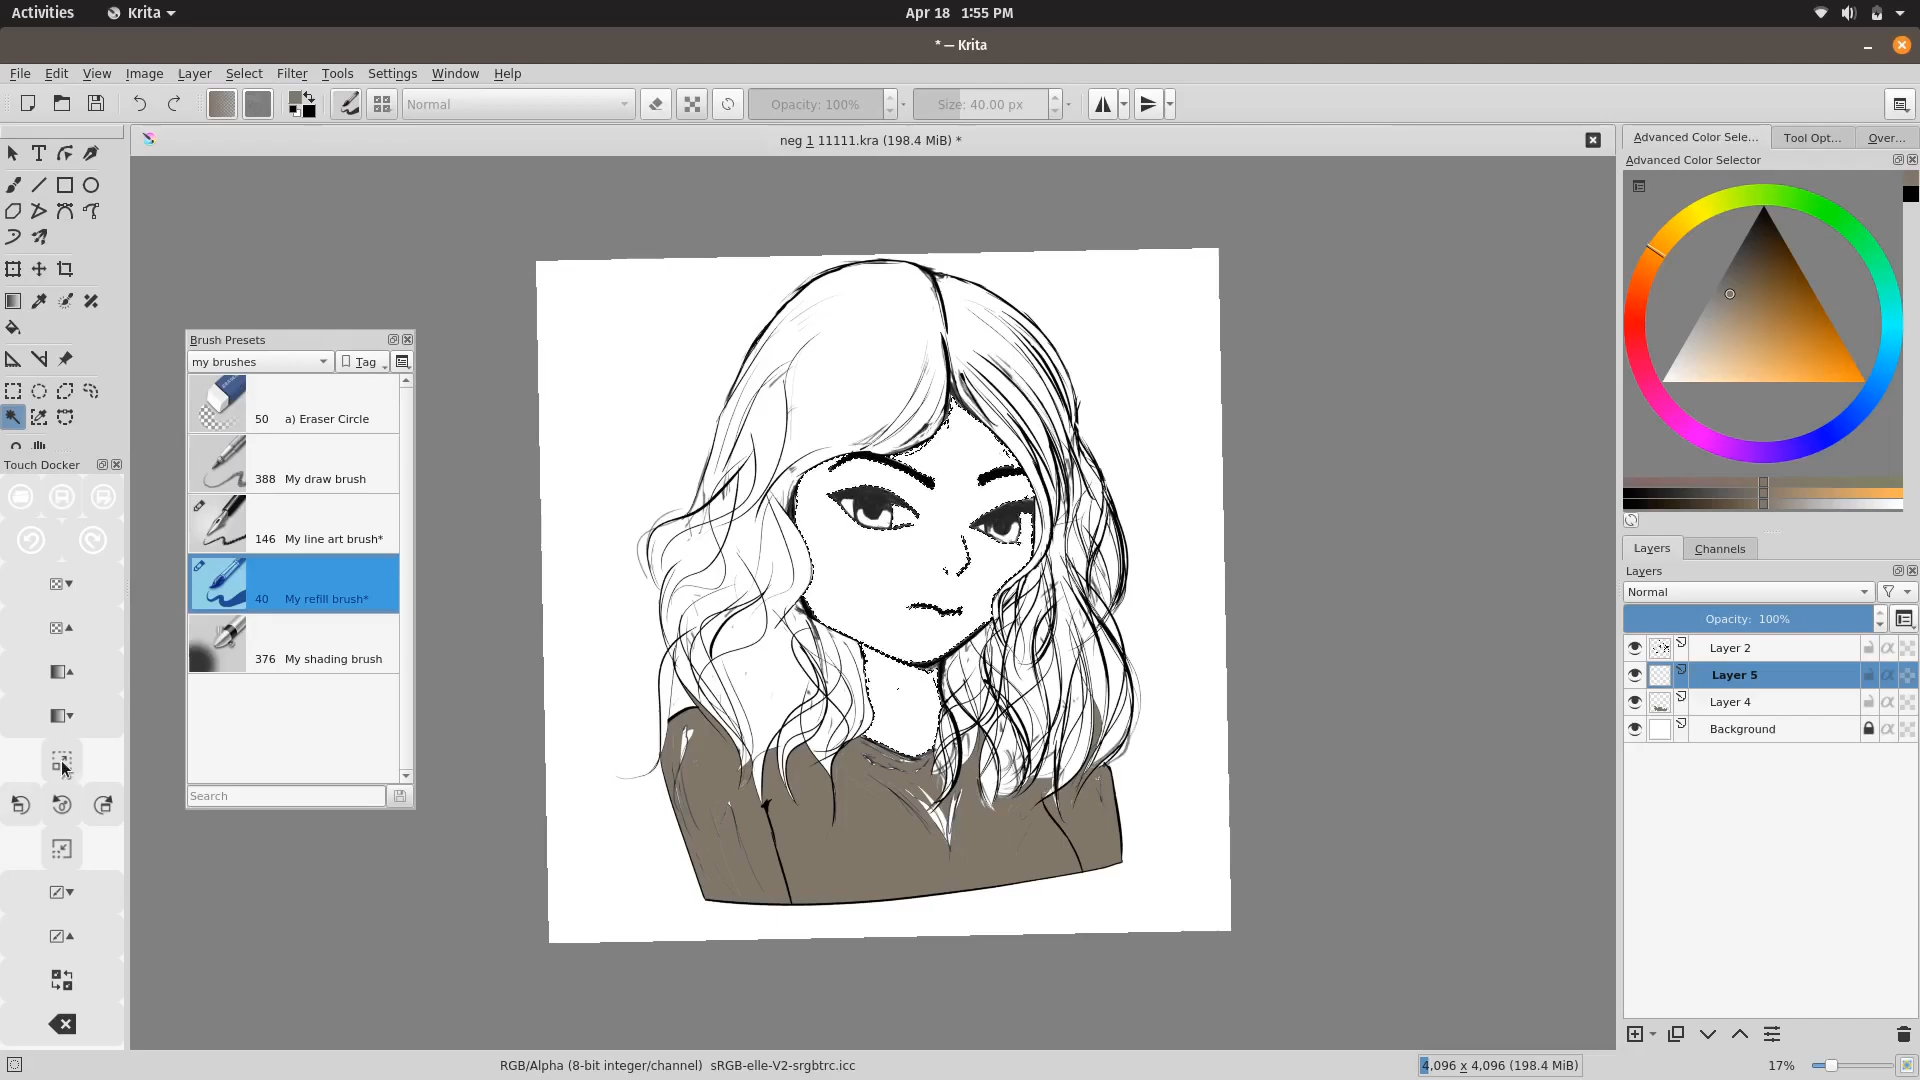 Activities
Krita
Apr 18 1:55 PM
* — Krita
File Edit View Image Layer Select Filter Tools Settings Window Help
Normal
Opacity: 100%
Size: 40.00 px
neg 1 11111.kra (198.4 MiB) *
Advanced Color Sele...
Tool Opt...
Over...
Advanced Color Selector
Brush Presets
my brushes
Tag
50 a) Eraser Circle
388 My draw brush
146 My line art brush*
40 My refill brush*
376 My shading brush
Search
Touch Docker
Layers
Channels
Layers
Normal
Opacity: 100%
Layer 2
Layer 5
Layer 4
Background
RGB/Alpha (8-bit integer/channel) sRGB-elle-V2-srgbtrc.icc
4,096 x 4,096 (198.4 MiB)
17%